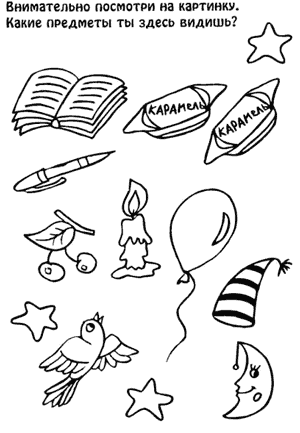 Внимательно посмотри на картинку.
Какие предметы ты здесь видишь?
КАРАМЕЛЬ
КАРАМЕЛЬ